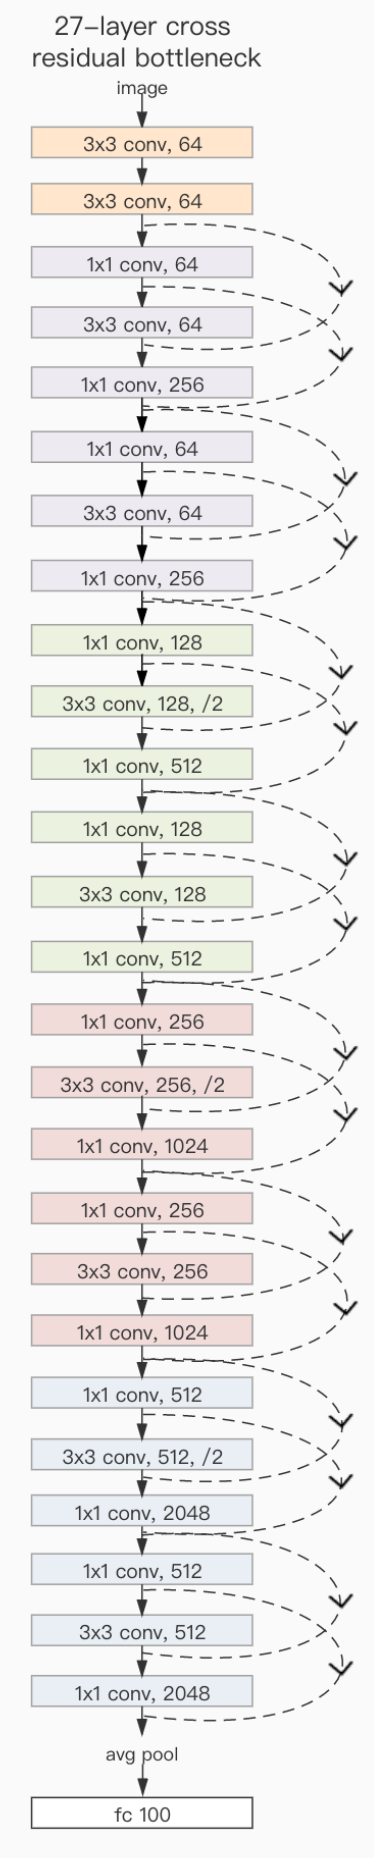 27-layer cross
residual bottleneck
image
3x3 conv, 64
3x3 conv, 64
1x1 conv, 64
3x3 conv, 64
1x1 conv, 256
1x1 conv, 64
3x3 conv, 64
1x1 conv, 256
1x1 conv, 128
3x3 conv, 128, /2
1x1 conv, 512
1x1 conv, 128
3x3 conv, 128
1x1 conv, 512
1x1 conv, 256
3x3 conv, 256, /2
1x1 conv, 1024
1x1 conv, 256
3x3 conv, 256
1x1 conv, 1024
1x1 conv, 512
3x3 conv, 512, /2
1x1 conv, 2048
1x1 conv, 512
3x3 conv, 512
1x1 conv, 2048
avg pool
fc 100